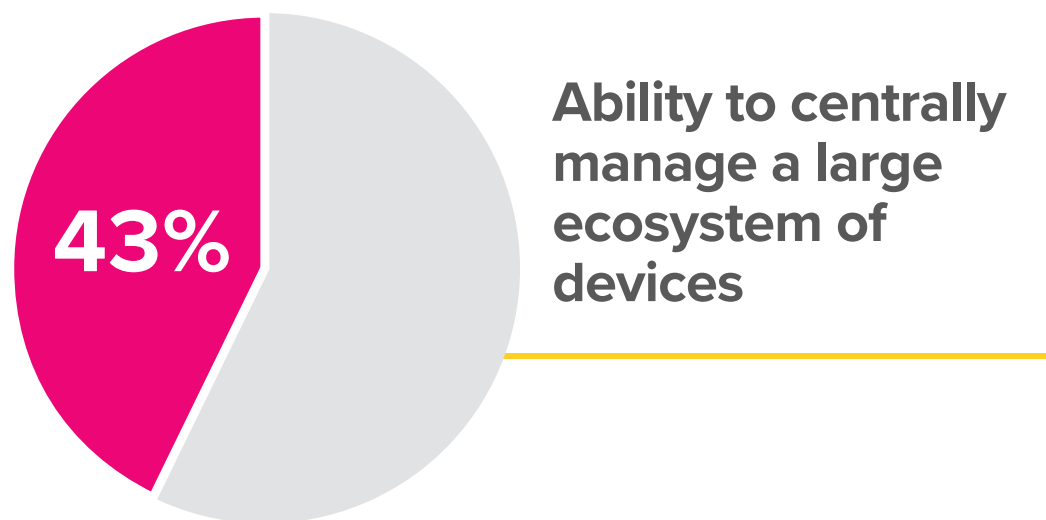 43%
Ability to centrally
manage a large
ecosystem of
devices